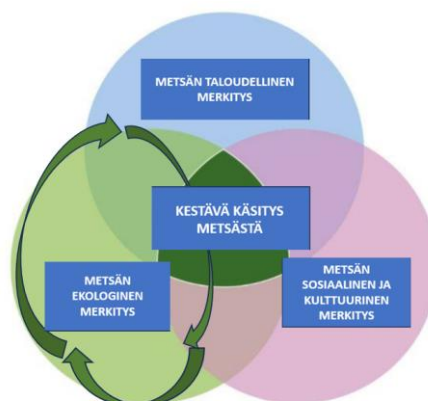 METSÄN TALOUDELLINEN
MERKITYS
KESTÄVÄ KÄSITYS
METSÄSTÄ
METSÄN
EKOLOGINEN
MERKITYS
METSÄN
SOSIAALINEN JA
KULTTUURINEN
MERKITYS